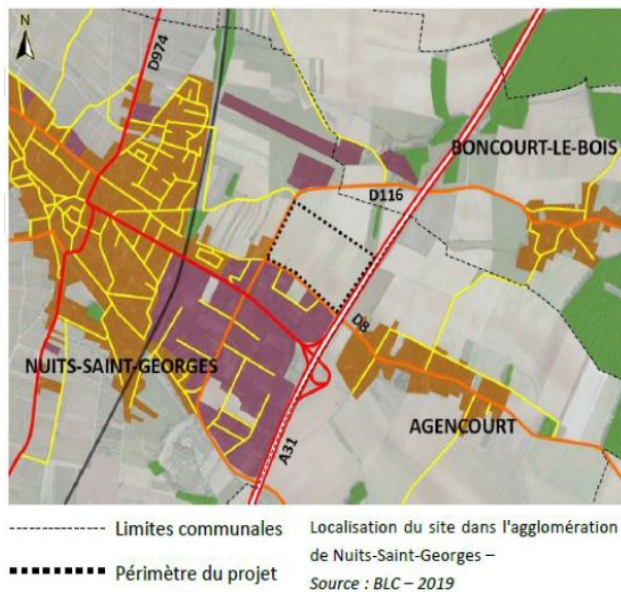 N
D974
BONCOURT-LE-BOIS
D116
D8
NUITS-SAINT-GEORGES
AGENCOURT
A31
Limites communales
Périmètre du projet
Localisation du site dans l'agglomération
de Nuits-Saint-Georges –
Source : BLC – 2019